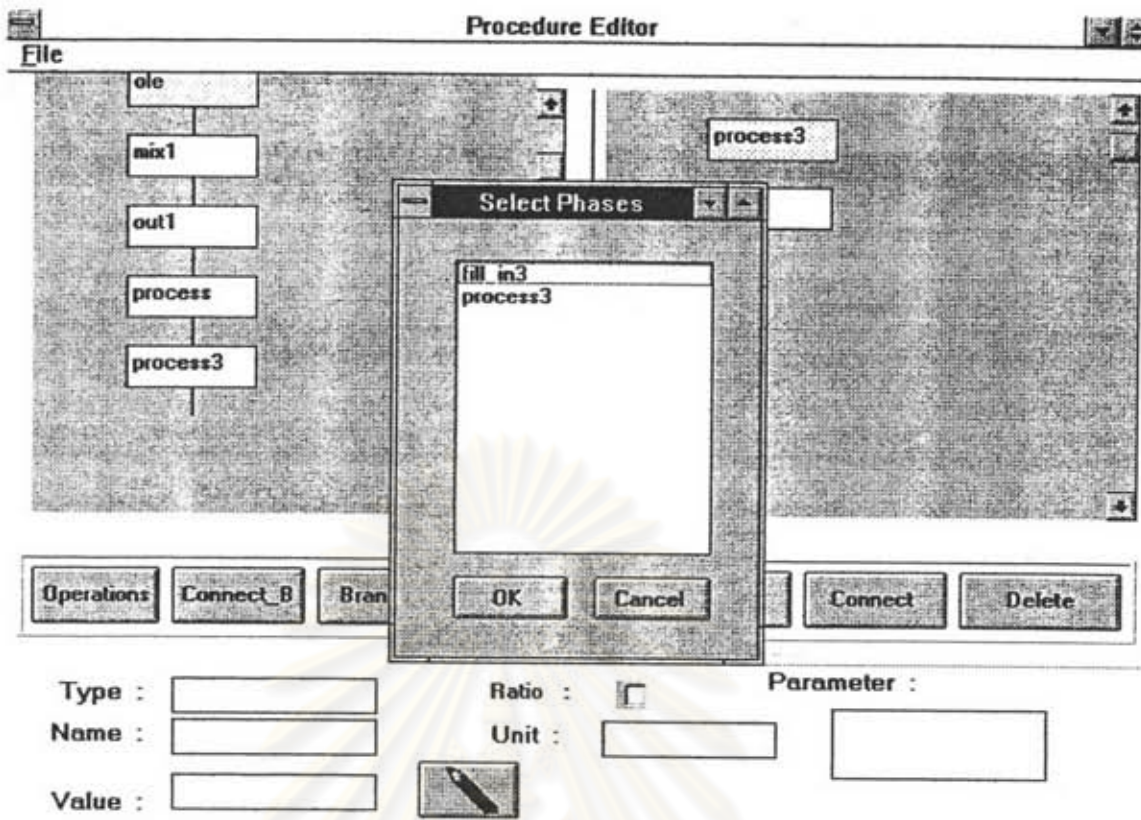 Procedure Editor
File
ole
mix1
out1
process
process3
process3
Select Phases
fill_in3
process3
OK
Cancel
Operations
Connect_B
Bran
Connect
Delete
Type :
Name :
Value :
Ratio :
Unit :
Parameter :